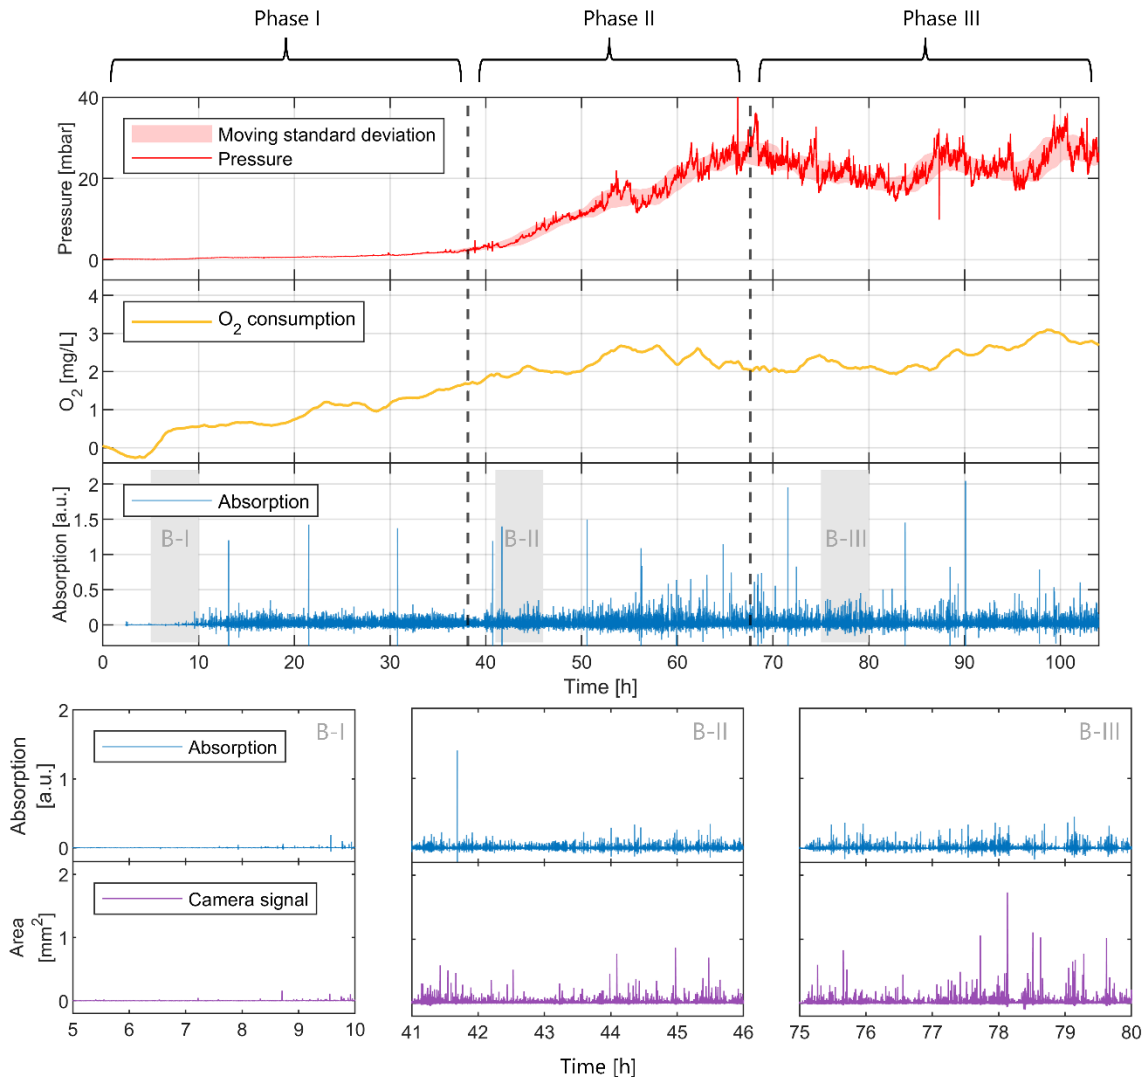 Phase I Phase II Phase III
40
Moving standard deviation
Pressure
20
0
Pressure [mbar]
4
O2 consumption
3
2
1
0
O2 [mg/L]
2
Absorption
1.5
B-I B-II B-III
1
0.5
0
Absorption [a.u.]
0 10 20 30 40 50 60 70 80 90 100
Time [h]
2
B-I B-II B-III
Absorption
1
0
Absorption
[a.u.]
2
Camera signal
1
0
Area
[mm2]
5 6 7 8 9 10 41 42 43 44 45 46 75 76 77 78 79 80
Time [h]